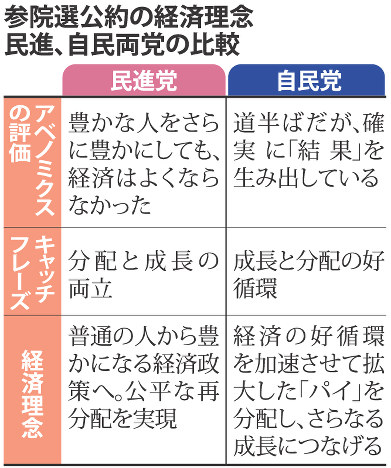 参院選公約の経済理念
民進、自民両党の比較
民進党
自民党
アベノミクス
の評価
豊かな人をさら
に豊かにしても、
経済はよくなら
なかった
道半ばだが、確
実に「結果」を
生み出している
キャッチ
フレーズ
分配と成長の
両立
成長と分配の好
循環
経済理念
普通の人から豊
かになる経済政
策へ。公平な再
分配を実現
経済の好循環
を加速させて拡
大した「パイ」を
分配し、さらなる
成長につなげる